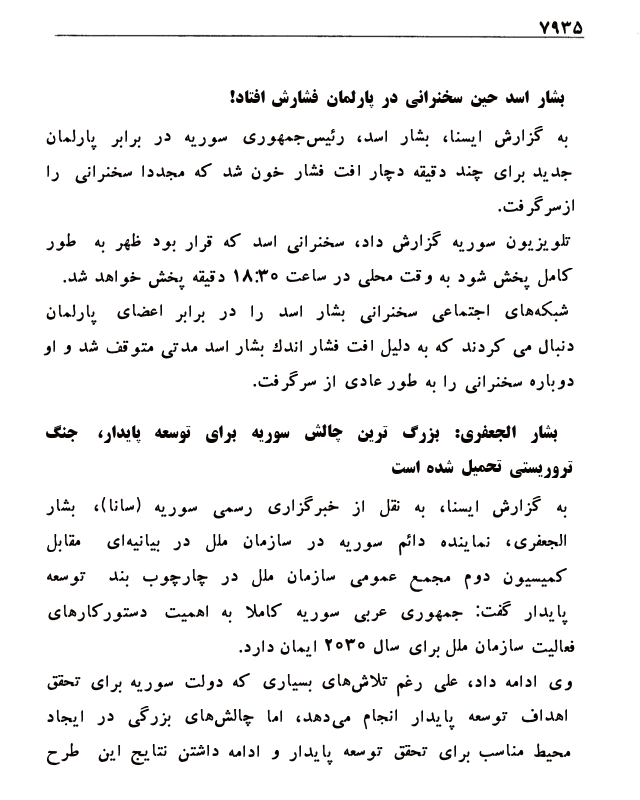 ۷۹۳۵
بشار اسد حین سخنرانی در پارلمان فشارش افتاد!
به گزارش ایسنا، بشار اسد، رئیس‌جمهوری سوریه در برابر پارلمان
جدید برای چند دقیقه دچار افت فشار خون شد که مجددا سخنرانی را
ازسرگرفت.
تلویزیون سوریه گزارش داد، سخنرانی اسد که قرار بود ظهر به طور
کامل پخش شود به وقت محلی در ساعت ۱۸:۳۰ دقیقه پخش خواهد شد.
شبکه‌های اجتماعی سخنرانی بشار اسد را در برابر اعضای پارلمان
دنبال می کردند که به دلیل افت فشار اندك بشار اسد مدتی متوقف شد و او
دوباره سخنرانی را به طور عادی از سرگرفت.
بشار الجعفری: بزرگ ترین چالش سوریه برای توسعه پایدار، جنگ
تروریستی تحمیل شده است
به گزارش ایسنا، به نقل از خبرگزاری رسمی سوریه (سانا)، بشار
الجعفری، نماینده دائم سوریه در سازمان ملل در بیانیه‌ای مقابل
کمیسیون دوم مجمع عمومی سازمان ملل در چارچوب بند توسعه
پایدار گفت: جمهوری عربی سوریه کاملا به اهمیت دستورکارهای
فعالیت سازمان ملل برای سال ۲۰۳۰ ایمان دارد.
وی ادامه داد، علی رغم تلاش‌های بسیاری که دولت سوریه برای تحقق
اهداف توسعه پایدار انجام می‌دهد، اما چالش‌های بزرگی در ایجاد
محیط مناسب برای تحقق توسعه پایدار و ادامه داشتن نتایج این طرح